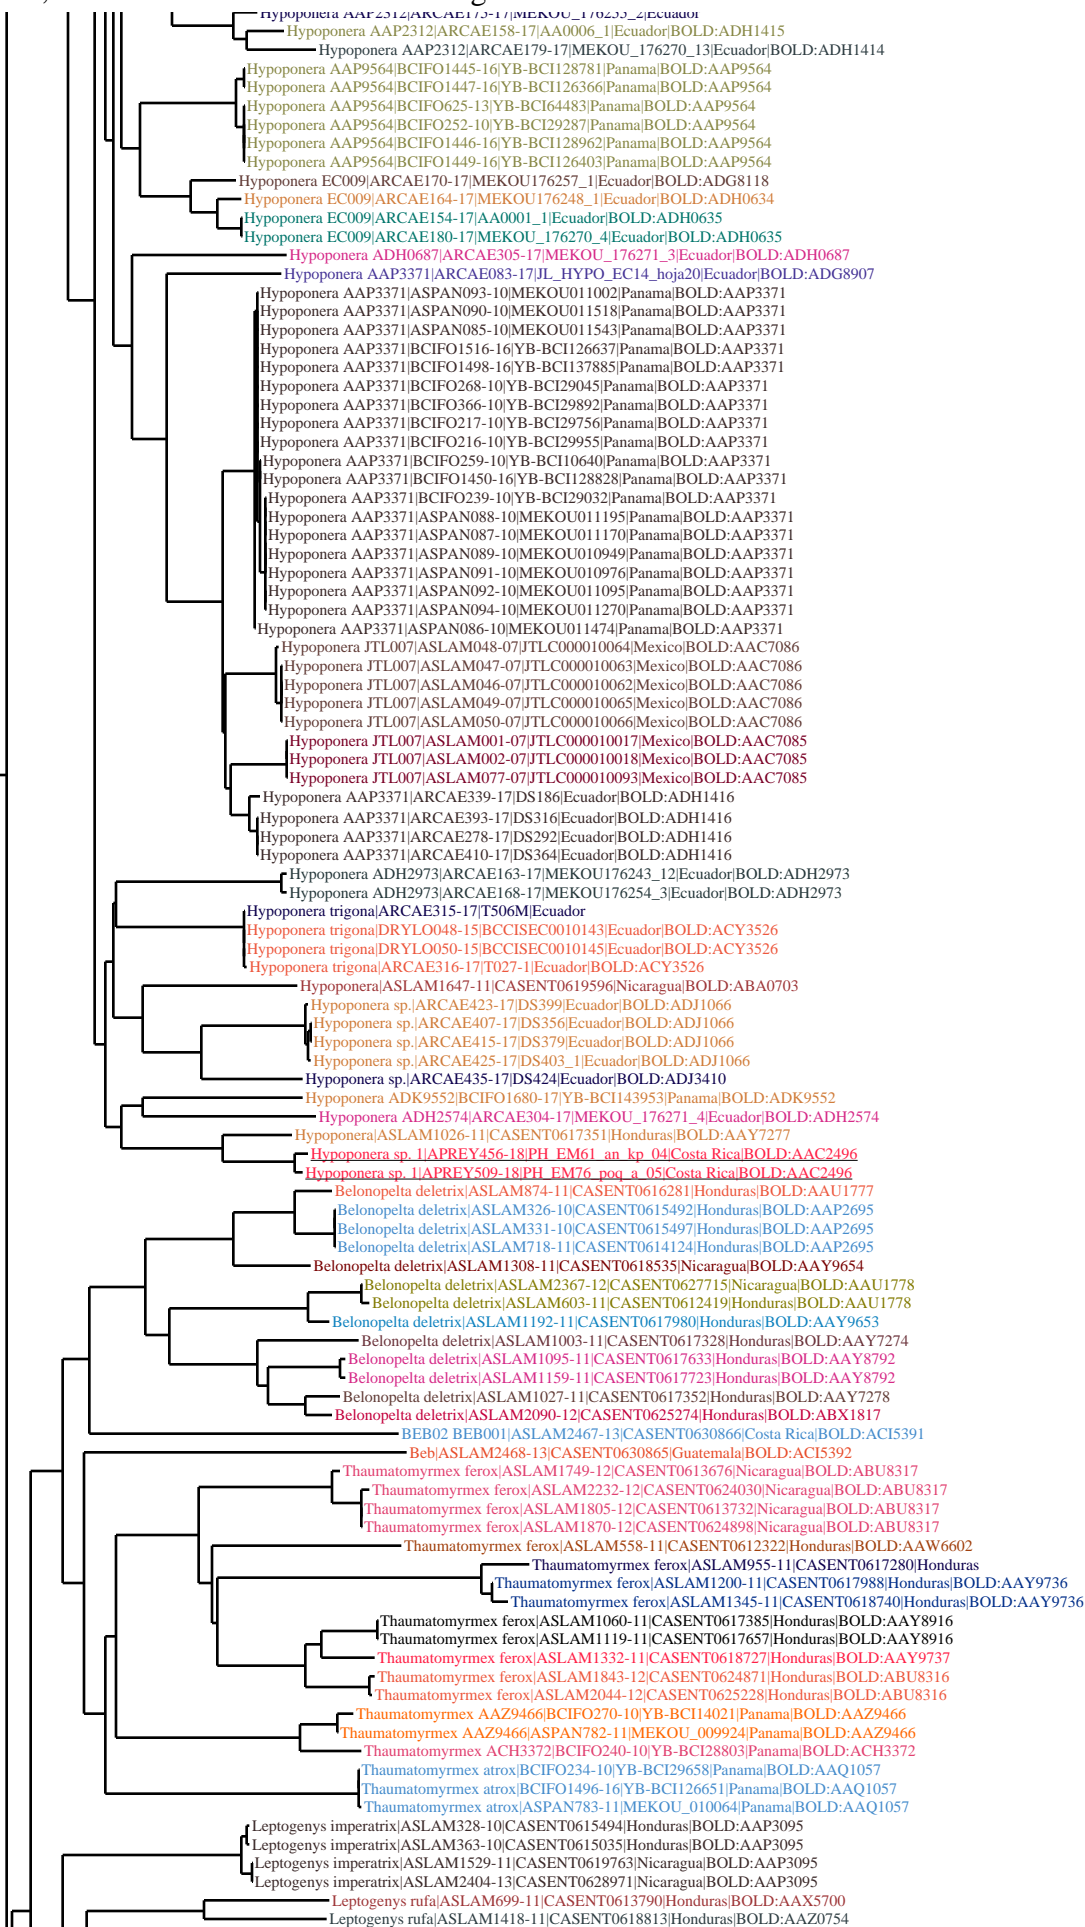 Hypoponera AAP2312|ARCAE175-17|MEKOU_176255_2|Ecuador
Hypoponera AAP2312|ARCAE158-17|AA0006_1|Ecuador|BOLD:ADH1415
Hypoponera AAP2312|ARCAE179-17|MEKOU_176270_13|Ecuador|BOLD:ADH1414
Hypoponera AAP9564|BCIFO1445-16|YB-BCI128781|Panama|BOLD:AAP9564
Hypoponera AAP9564|BCIFO1447-16|YB-BCI126366|Panama|BOLD:AAP9564
Hypoponera AAP9564|BCIFO625-13|YB-BCI64483|Panama|BOLD:AAP9564
Hypoponera AAP9564|BCIFO252-10|YB-BCI29287|Panama|BOLD:AAP9564
Hypoponera AAP9564|BCIFO1446-16|YB-BCI128962|Panama|BOLD:AAP9564
Hypoponera AAP9564|BCIFO1449-16|YB-BCI126403|Panama|BOLD:AAP9564
Hypoponera EC009|ARCAE170-17|MEKOU176257_1|Ecuador|BOLD:ADG8118
Hypoponera EC009|ARCAE164-17|MEKOU176248_1|Ecuador|BOLD:ADH0634
Hypoponera EC009|ARCAE154-17|AA0001_1|Ecuador|BOLD:ADH0635
Hypoponera EC009|ARCAE180-17|MEKOU_176270_4|Ecuador|BOLD:ADH0635
Hypoponera ADH0687|ARCAE305-17|MEKOU_176271_3|Ecuador|BOLD:ADH0687
Hypoponera AAP3371|ARCAE083-17|JL_HYPO_EC14_hoja20|Ecuador|BOLD:ADG8907
Hypoponera AAP3371|ASPAN093-10|MEKOU011002|Panama|BOLD:AAP3371
Hypoponera AAP3371|ASPAN090-10|MEKOU011518|Panama|BOLD:AAP3371
Hypoponera AAP3371|ASPAN085-10|MEKOU011543|Panama|BOLD:AAP3371
Hypoponera AAP3371|BCIFO1516-16|YB-BCI126637|Panama|BOLD:AAP3371
Hypoponera AAP3371|BCIFO1498-16|YB-BCI137885|Panama|BOLD:AAP3371
Hypoponera AAP3371|BCIFO268-10|YB-BCI29045|Panama|BOLD:AAP3371
Hypoponera AAP3371|BCIFO366-10|YB-BCI29892|Panama|BOLD:AAP3371
Hypoponera AAP3371|BCIFO217-10|YB-BCI29756|Panama|BOLD:AAP3371
Hypoponera AAP3371|BCIFO216-10|YB-BCI29955|Panama|BOLD:AAP3371
Hypoponera AAP3371|BCIFO259-10|YB-BCI10640|Panama|BOLD:AAP3371
Hypoponera AAP3371|BCIFO1450-16|YB-BCI128828|Panama|BOLD:AAP3371
Hypoponera AAP3371|BCIFO239-10|YB-BCI29032|Panama|BOLD:AAP3371
Hypoponera AAP3371|ASPAN088-10|MEKOU011195|Panama|BOLD:AAP3371
Hypoponera AAP3371|ASPAN087-10|MEKOU011170|Panama|BOLD:AAP3371
Hypoponera AAP3371|ASPAN089-10|MEKOU010949|Panama|BOLD:AAP3371
Hypoponera AAP3371|ASPAN091-10|MEKOU010976|Panama|BOLD:AAP3371
Hypoponera AAP3371|ASPAN092-10|MEKOU011095|Panama|BOLD:AAP3371
Hypoponera AAP3371|ASPAN094-10|MEKOU011270|Panama|BOLD:AAP3371
Hypoponera AAP3371|ASPAN086-10|MEKOU011474|Panama|BOLD:AAP3371
Hypoponera JTL007|ASLAM048-07|JTLC000010064|Mexico|BOLD:AAC7086
Hypoponera JTL007|ASLAM047-07|JTLC000010063|Mexico|BOLD:AAC7086
Hypoponera JTL007|ASLAM046-07|JTLC000010062|Mexico|BOLD:AAC7086
Hypoponera JTL007|ASLAM049-07|JTLC000010065|Mexico|BOLD:AAC7086
Hypoponera JTL007|ASLAM050-07|JTLC000010066|Mexico|BOLD:AAC7086
Hypoponera JTL007|ASLAM001-07|JTLC000010017|Mexico|BOLD:AAC7085
Hypoponera JTL007|ASLAM002-07|JTLC000010018|Mexico|BOLD:AAC7085
Hypoponera JTL007|ASLAM077-07|JTLC000010093|Mexico|BOLD:AAC7085
Hypoponera AAP3371|ARCAE339-17|DS186|Ecuador|BOLD:ADH1416
Hypoponera AAP3371|ARCAE393-17|DS316|Ecuador|BOLD:ADH1416
Hypoponera AAP3371|ARCAE278-17|DS292|Ecuador|BOLD:ADH1416
Hypoponera AAP3371|ARCAE410-17|DS364|Ecuador|BOLD:ADH1416
Hypoponera ADH2973|ARCAE163-17|MEKOU176243_12|Ecuador|BOLD:ADH2973
Hypoponera ADH2973|ARCAE168-17|MEKOU176254_3|Ecuador|BOLD:ADH2973
Hypoponera trigona|ARCAE315-17|T506M|Ecuador
Hypoponera trigona|DRYLO048-15|BCCISEC0010143|Ecuador|BOLD:ACY3526
Hypoponera trigona|DRYLO050-15|BCCISEC0010145|Ecuador|BOLD:ACY3526
Hypoponera trigona|ARCAE316-17|T027-1|Ecuador|BOLD:ACY3526
Hypoponera|ASLAM1647-11|CASENT0619596|Nicaragua|BOLD:ABA0703
Hypoponera sp.|ARCAE423-17|DS399|Ecuador|BOLD:ADJ1066
Hypoponera sp.|ARCAE407-17|DS356|Ecuador|BOLD:ADJ1066
Hypoponera sp.|ARCAE415-17|DS379|Ecuador|BOLD:ADJ1066
Hypoponera sp.|ARCAE425-17|DS403_1|Ecuador|BOLD:ADJ1066
Hypoponera sp.|ARCAE435-17|DS424|Ecuador|BOLD:ADJ3410
Hypoponera ADK9552|BCIFO1680-17|YB-BCI143953|Panama|BOLD:ADK9552
Hypoponera ADH2574|ARCAE304-17|MEKOU_176271_4|Ecuador|BOLD:ADH2574
Hypoponera|ASLAM1026-11|CASENT0617351|Honduras|BOLD:AAY7277
Hypoponera sp. 1|APREY456-18|PH_EM61_an_kp_04|Costa Rica|BOLD:AAC2496
Hypoponera sp. 1|APREY509-18|PH_EM76_poq_a_05|Costa Rica|BOLD:AAC2496
Belonopelta deletrix|ASLAM874-11|CASENT0616281|Honduras|BOLD:AAU1777
Belonopelta deletrix|ASLAM326-10|CASENT0615492|Honduras|BOLD:AAP2695
Belonopelta deletrix|ASLAM331-10|CASENT0615497|Honduras|BOLD:AAP2695
Belonopelta deletrix|ASLAM718-11|CASENT0614124|Honduras|BOLD:AAP2695
Belonopelta deletrix|ASLAM1308-11|CASENT0618535|Nicaragua|BOLD:AAY9654
Belonopelta deletrix|ASLAM2367-12|CASENT0627715|Nicaragua|BOLD:AAU1778
Belonopelta deletrix|ASLAM603-11|CASENT0612419|Honduras|BOLD:AAU1778
Belonopelta deletrix|ASLAM1192-11|CASENT0617980|Honduras|BOLD:AAY9653
Belonopelta deletrix|ASLAM1003-11|CASENT0617328|Honduras|BOLD:AAY7274
Belonopelta deletrix|ASLAM1095-11|CASENT0617633|Honduras|BOLD:AAY8792
Belonopelta deletrix|ASLAM1159-11|CASENT0617723|Honduras|BOLD:AAY8792
Belonopelta deletrix|ASLAM1027-11|CASENT0617352|Honduras|BOLD:AAY7278
Belonopelta deletrix|ASLAM2090-12|CASENT0625274|Honduras|BOLD:ABX1817
BEB02 BEB001|ASLAM2467-13|CASENT0630866|Costa Rica|BOLD:ACI5391
Beb|ASLAM2468-13|CASENT0630865|Guatemala|BOLD:ACI5392
Thaumatomyrmex ferox|ASLAM1749-12|CASENT0613676|Nicaragua|BOLD:ABU8317
Thaumatomyrmex ferox|ASLAM2232-12|CASENT0624030|Nicaragua|BOLD:ABU8317
Thaumatomyrmex ferox|ASLAM1805-12|CASENT0613732|Nicaragua|BOLD:ABU8317
Thaumatomyrmex ferox|ASLAM1870-12|CASENT0624898|Nicaragua|BOLD:ABU8317
Thaumatomyrmex ferox|ASLAM558-11|CASENT0612322|Honduras|BOLD:AAW6602
Thaumatomyrmex ferox|ASLAM955-11|CASENT0617280|Honduras
Thaumatomyrmex ferox|ASLAM1200-11|CASENT0617988|Honduras|BOLD:AAY9736
Thaumatomyrmex ferox|ASLAM1345-11|CASENT0618740|Honduras|BOLD:AAY9736
Thaumatomyrmex ferox|ASLAM1060-11|CASENT0617385|Honduras|BOLD:AAY8916
Thaumatomyrmex ferox|ASLAM1119-11|CASENT0617657|Honduras|BOLD:AAY8916
Thaumatomyrmex ferox|ASLAM1332-11|CASENT0618727|Honduras|BOLD:AAY9737
Thaumatomyrmex ferox|ASLAM1843-12|CASENT0624871|Honduras|BOLD:ABU8316
Thaumatomyrmex ferox|ASLAM2044-12|CASENT0625228|Honduras|BOLD:ABU8316
Thaumatomyrmex AAZ9466|BCIFO270-10|YB-BCI14021|Panama|BOLD:AAZ9466
Thaumatomyrmex AAZ9466|ASPAN782-11|MEKOU_009924|Panama|BOLD:AAZ9466
Thaumatomyrmex ACH3372|BCIFO240-10|YB-BCI28803|Panama|BOLD:ACH3372
Thaumatomyrmex atrox|BCIFO234-10|YB-BCI29658|Panama|BOLD:AAQ1057
Thaumatomyrmex atrox|BCIFO1496-16|YB-BCI126651|Panama|BOLD:AAQ1057
Thaumatomyrmex atrox|ASPAN783-11|MEKOU_010064|Panama|BOLD:AAQ1057
Leptogenys imperatrix|ASLAM328-10|CASENT0615494|Honduras|BOLD:AAP3095
Leptogenys imperatrix|ASLAM363-10|CASENT0615035|Honduras|BOLD:AAP3095
Leptogenys imperatrix|ASLAM1529-11|CASENT0619763|Nicaragua|BOLD:AAP3095
Leptogenys imperatrix|ASLAM2404-13|CASENT0628971|Nicaragua|BOLD:AAP3095
Leptogenys rufa|ASLAM699-11|CASENT0613790|Honduras|BOLD:AAX5700
Leptogenys rufa|ASLAM1418-11|CASENT0618813|Honduras|BOLD:AAZ0754